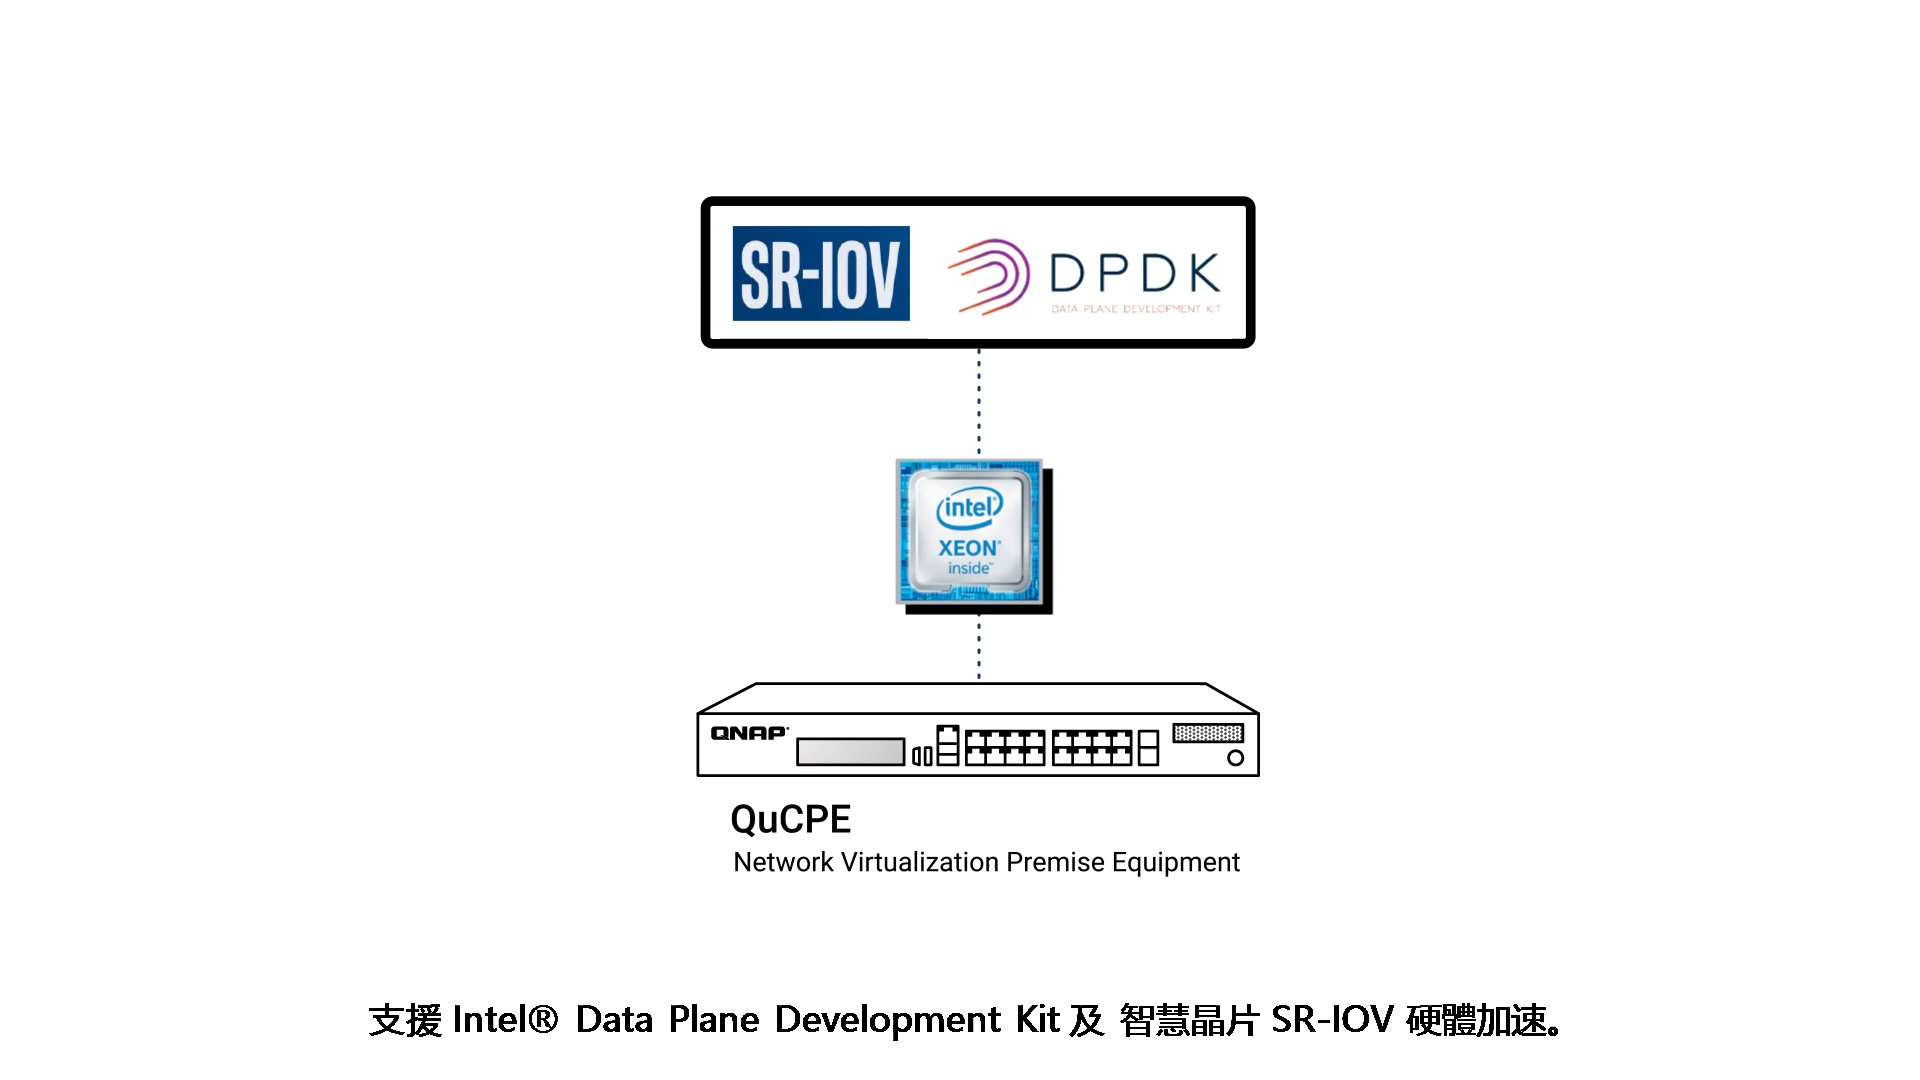 SR-IOV
DPDK
DATA PLANE DEVELOPMENT KIT
intel®
XEON®
inside™
QNAP®
QuCPE
Network Virtualization Premise Equipment
支援 Intel® Data Plane Development Kit 及 智慧晶片 SR-IOV 硬體加速。